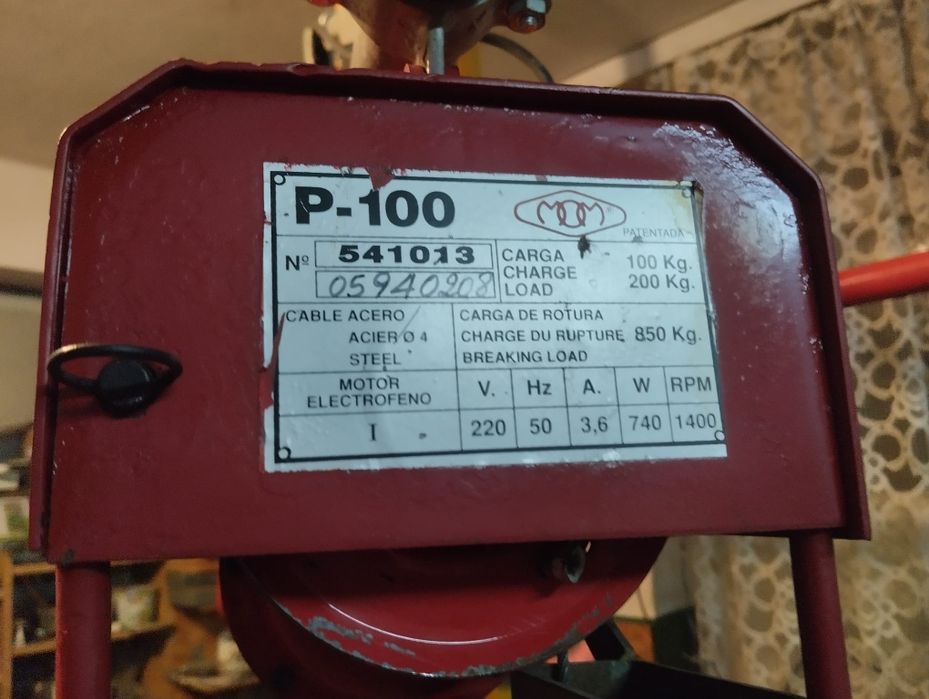 P-100
MOM
PATENTADA
Nº 541013
05940208
CARGA 100 Kg.
CHARGE 200 Kg.
LOAD
CABLE ACERO
ACIER Ø 4
STEEL
CARGA DE ROTURA
CHARGE DU RUPTURE 850 Kg.
BREAKING LOAD
MOTOR
ELECTROFENO
V. Hz A. W RPM
I 220 50 3,6 740 1400